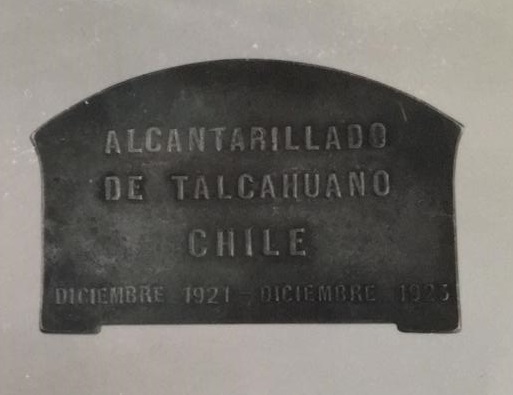 ALCANTARILLADO
DE TALCAHUANO
CHILE
DICIEMBRE 1921 - DICIEMBRE 1923